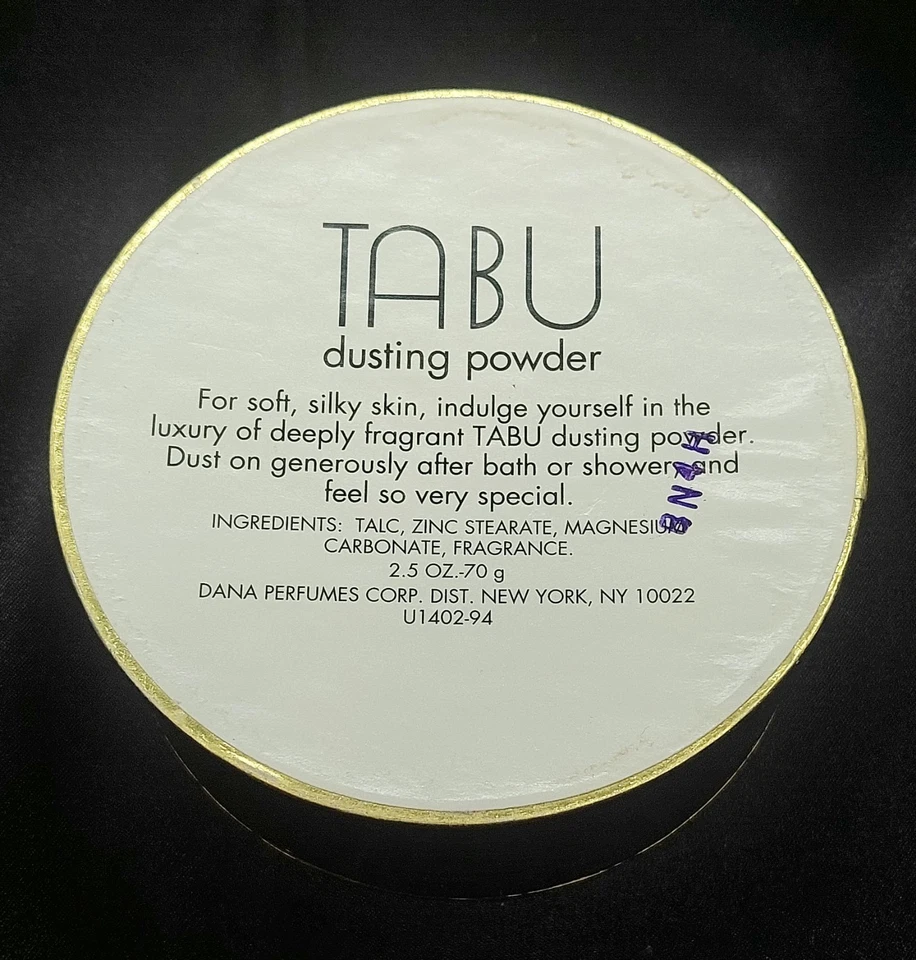 TABU
dusting powder
For soft, silky skin, indulge yourself in the
luxury of deeply fragrant TABU dusting powder.
Dust on generously after bath or shower and
feel so very special.
INGREDIENTS: TALC, ZINC STEARATE, MAGNESIUM
CARBONATE, FRAGRANCE.
2.5 OZ.-70 g
DANA PERFUMES CORP. DIST. NEW YORK, NY 10022
U1402-94